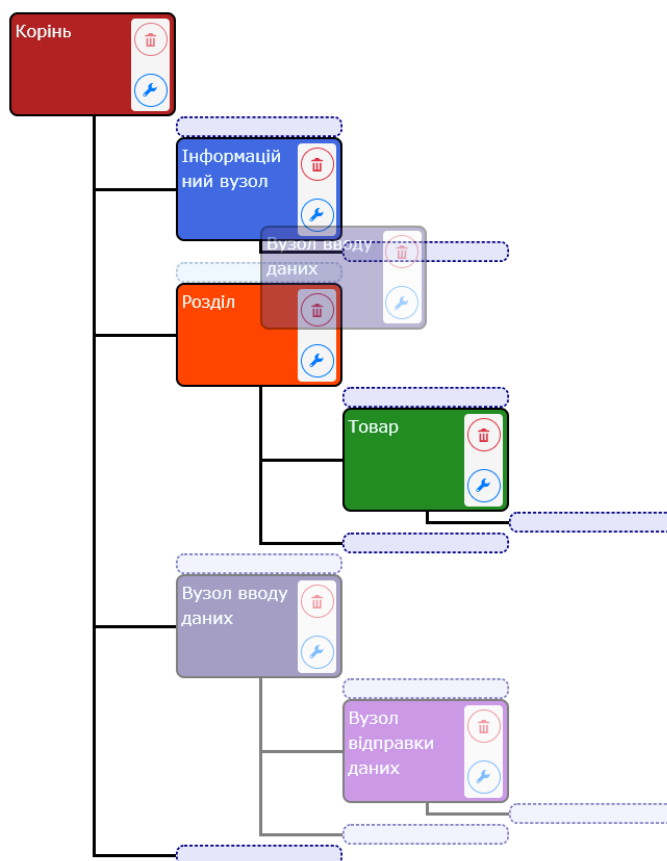 Корінь
Інформацій
ний вузол
Вузол вводу
даних
Розділ
Товар
Вузол вводу
даних
Вузол
відправки
даних